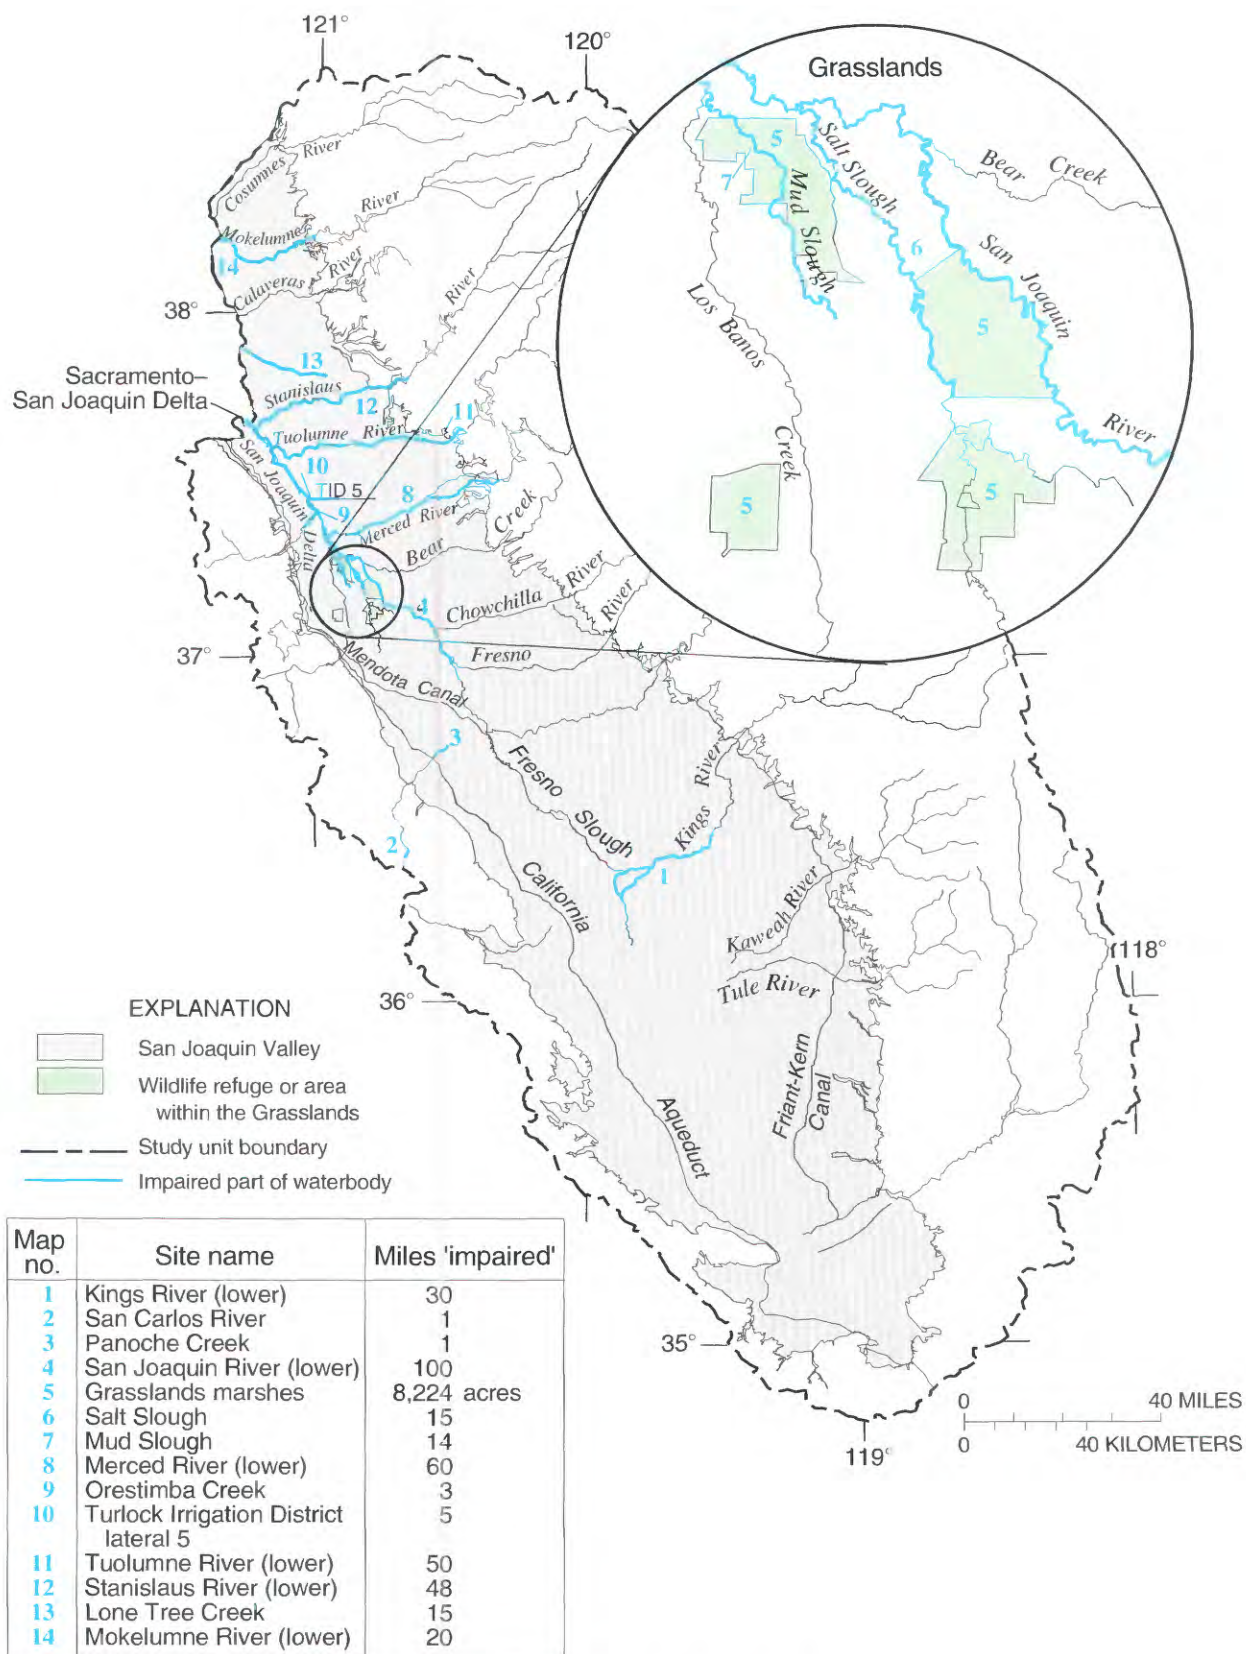 121°
120°
Grasslands
Cosumnes River
Mokelumne River
14
Calaveras River
River
38°
13
Sacramento–
San Joaquin Delta
Stanislaus
12
11
Tuolumne River
10
TID 5
8
9
San Joaquin
Delta
Merced River
Creek
Bear
4
Chowchilla River
River
Fresno
37°
Mendota Canal
3
Fresno Slough
Kings River
2
1
California
Aqueduct
Kaweah River
Tule River
118°
36°
Friant-Kern
Canal
35°
119°
5
7
Salt Slough
Mud Slough
Bear Creek
6
San Joaquin River
Los Banos Creek
5
5
5
EXPLANATION
San Joaquin Valley
Wildlife refuge or area
within the Grasslands
Study unit boundary
Impaired part of waterbody
0 40 MILES
0 40 KILOMETERS
Map no. Site name Miles 'impaired'
1 Kings River (lower) 30
2 San Carlos River 1
3 Panoche Creek 1
4 San Joaquin River (lower) 100
5 Grasslands marshes 8,224 acres
6 Salt Slough 15
7 Mud Slough 14
8 Merced River (lower) 60
9 Orestimba Creek 3
10 Turlock Irrigation District 5
lateral 5
11 Tuolumne River (lower) 50
12 Stanislaus River (lower) 48
13 Lone Tree Creek 15
14 Mokelumne River (lower) 20